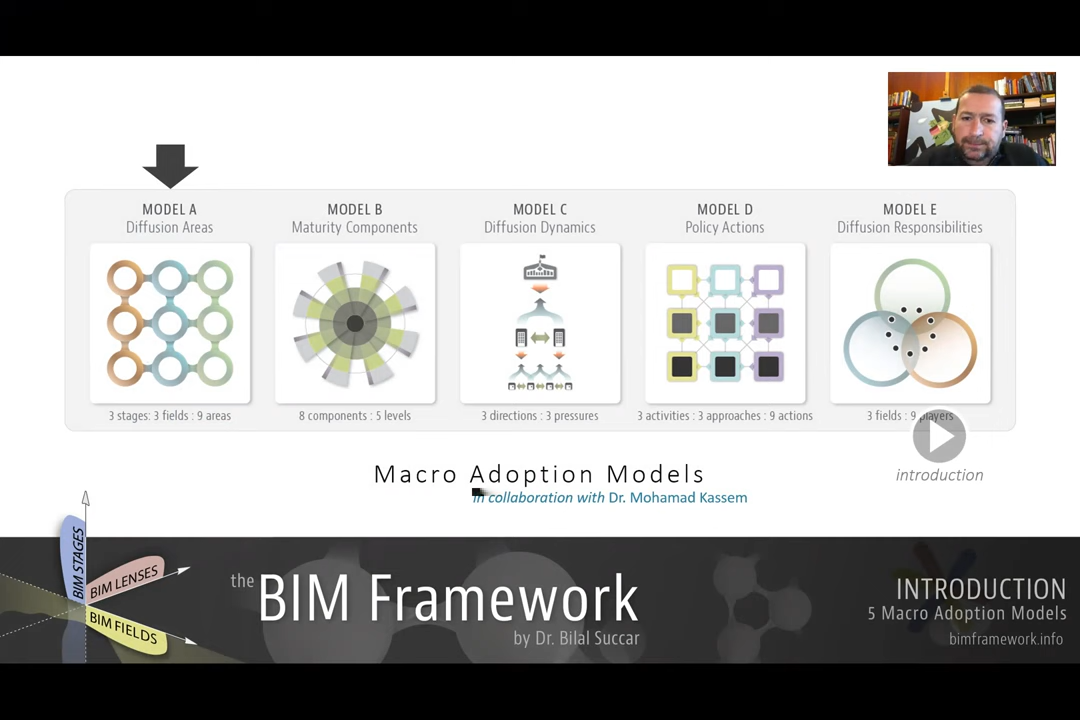 MODEL A
Diffusion Areas
3 stages: 3 fields : 9 areas
MODEL B
Maturity Components
8 components : 5 levels
MODEL C
Diffusion Dynamics
3 directions : 3 pressures
MODEL D
Policy Actions
3 activities : 3 approaches : 9 actions
MODEL E
Diffusion Responsibilities
3 fields : 9 players
introduction
Macro Adoption Models
in collaboration with Dr. Mohamad Kassem
BIM STAGES
BIM LENSES
BIM FIELDS
the BIM Framework
by Dr. Bilal Succar
INTRODUCTION
5 Macro Adoption Models
bimframework.info